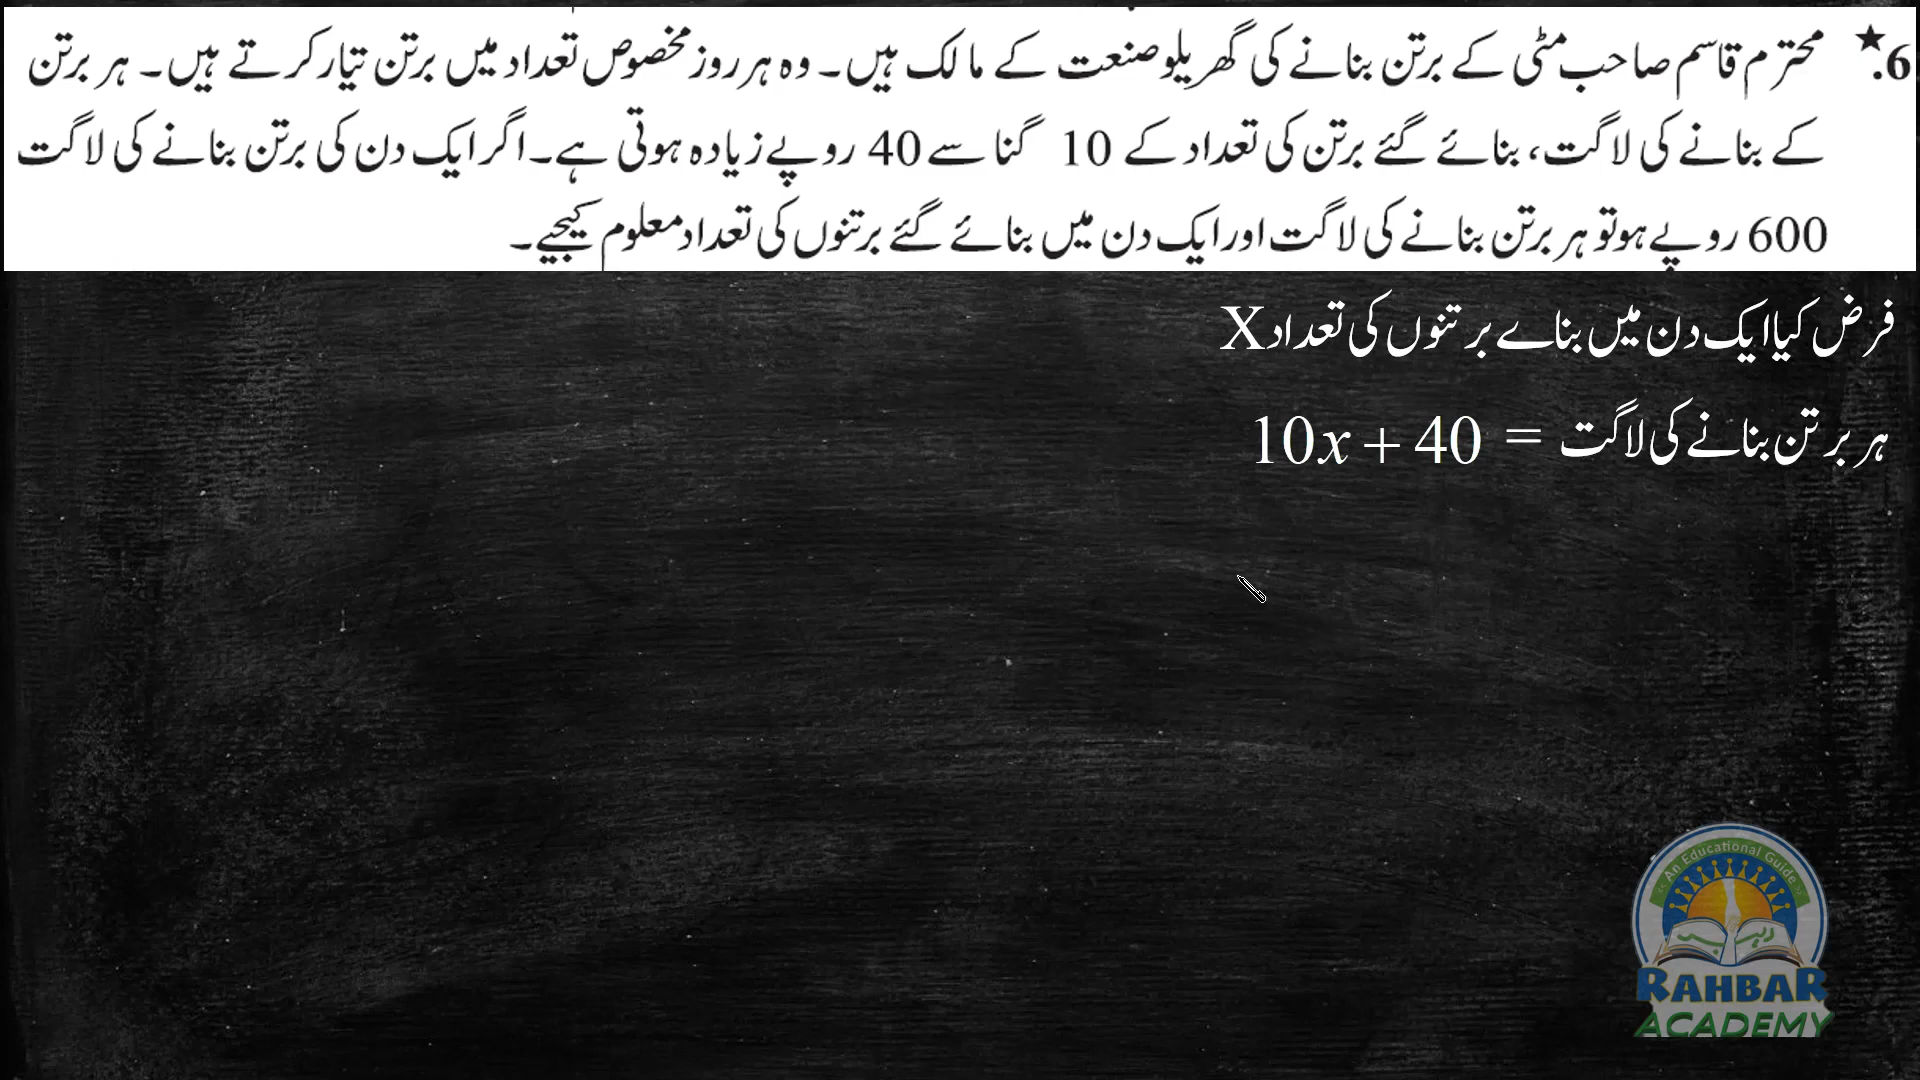 ★6. محترم قاسم صاحب مٹی کے برتن بنانے کی گھریلو صنعت کے مالک ہیں۔ وہ ہر روز مخصوص تعداد میں برتن تیار کرتے ہیں۔ ہر برتن
کے بنانے کی لاگت، بنائے گئے برتن کی تعداد کے 10 گنا سے 40 روپے زیادہ ہوتی ہے۔ اگر ایک دن کی برتن بنانے کی لاگت
600 روپے ہو تو ہر برتن بنانے کی لاگت اور ایک دن میں بنائے گئے برتنوں کی تعداد معلوم کیجیے۔
فرض کیا ایک دن میں بناے برتنوں کی تعداد X
ہر برتن بنانے کی لاگت = 10x + 40
An Educational Guide
رہبر
RAHBAR
ACADEMY